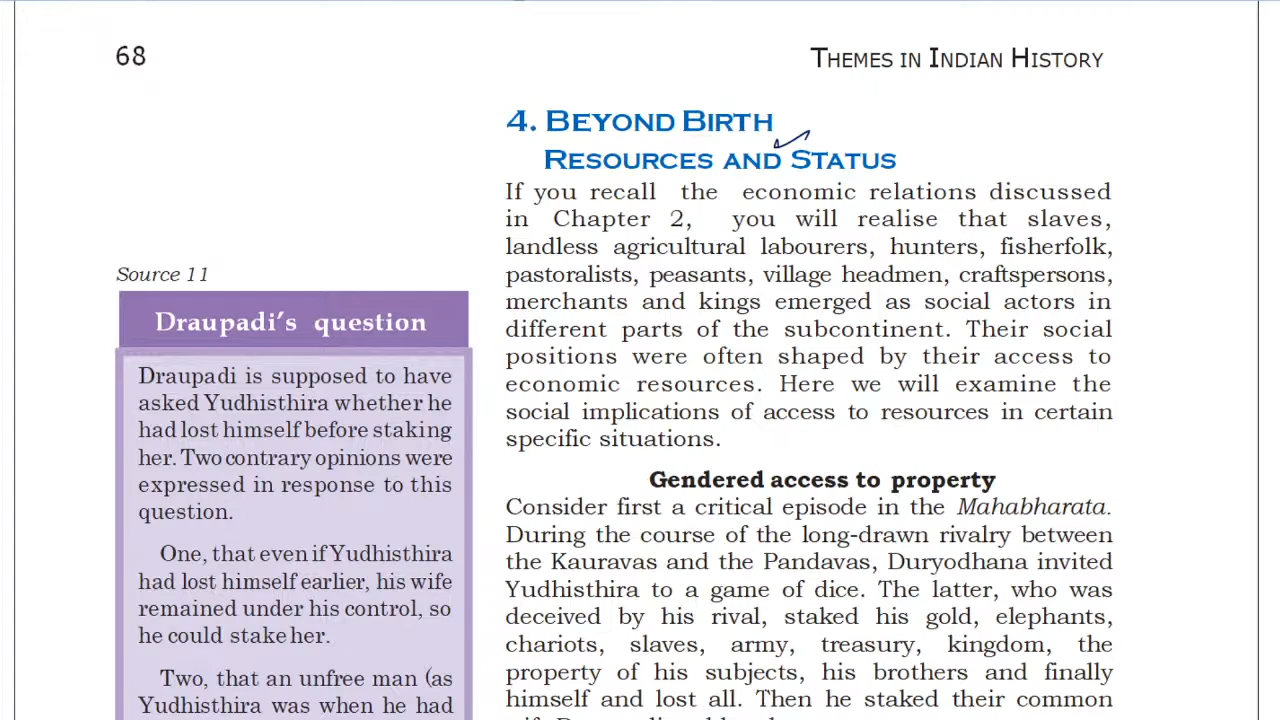 68
THEMES IN INDIAN HISTORY
4. BEYOND BIRTH
RESOURCES AND STATUS
If you recall the economic relations discussed
in Chapter 2, you will realise that slaves,
landless agricultural labourers, hunters, fisherfolk,
pastoralists, peasants, village headmen, craftspersons,
merchants and kings emerged as social actors in
different parts of the subcontinent. Their social
positions were often shaped by their access to
economic resources. Here we will examine the
social implications of access to resources in certain
specific situations.
Gendered access to property
Consider first a critical episode in the Mahabharata.
During the course of the long-drawn rivalry between
the Kauravas and the Pandavas, Duryodhana invited
Yudhisthira to a game of dice. The latter, who was
deceived by his rival, staked his gold, elephants,
chariots, slaves, army, treasury, kingdom, the
property of his subjects, his brothers and finally
himself and lost all. Then he staked their common
Source 11
Draupadi's question
Draupadi is supposed to have
asked Yudhisthira whether he
had lost himself before staking
her. Two contrary opinions were
expressed in response to this
question.
One, that even if Yudhisthira
had lost himself earlier, his wife
remained under his control, so
he could stake her.
Two, that an unfree man (as
Yudhisthira was when he had